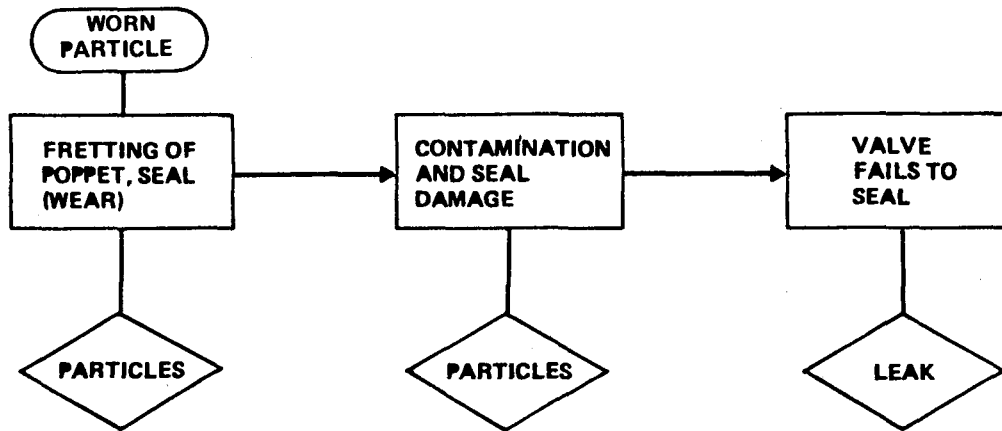 WORN
PARTICLE
FRETTING OF
POPPET, SEAL
(WEAR)
CONTAMINATION
AND SEAL
DAMAGE
VALVE
FAILS TO
SEAL
PARTICLES
PARTICLES
LEAK